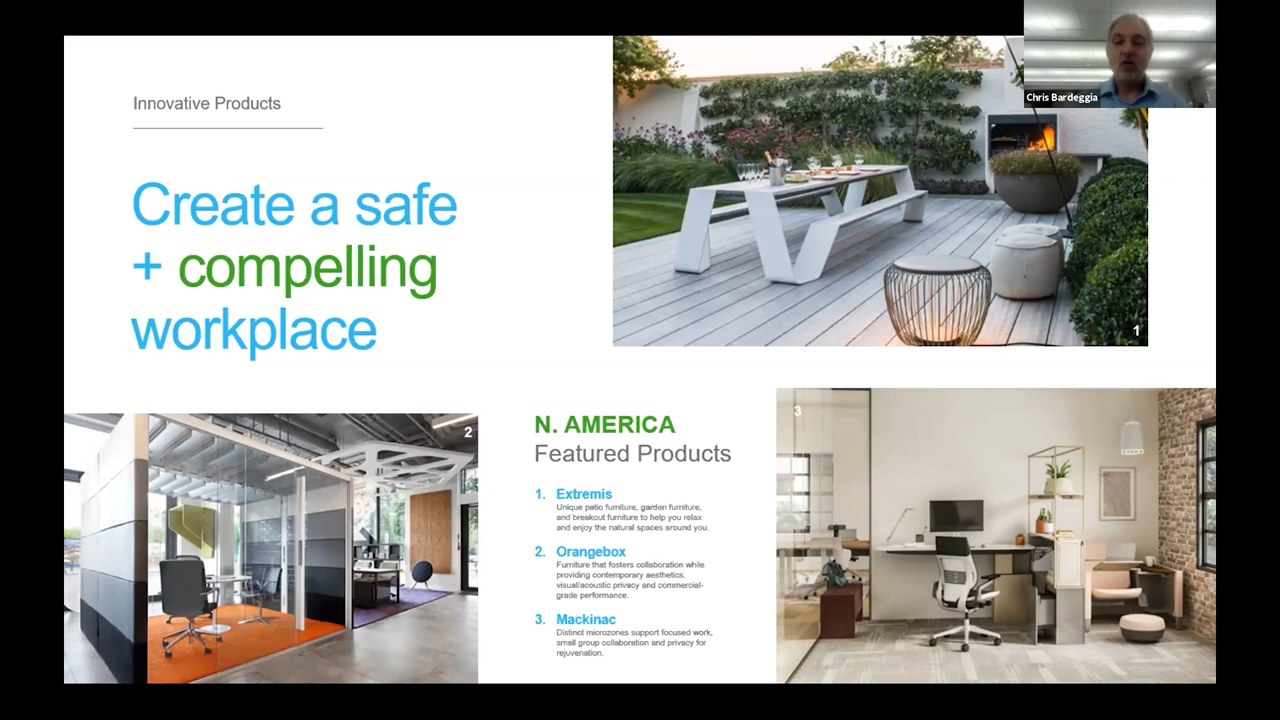 Innovative Products
Create a safe
+ compelling
workplace
Chris Bardeggia
1
2
N. AMERICA
Featured Products
1. Extremis
Unique patio furniture, garden furniture,
and breakout furniture to help you relax
and enjoy the natural spaces around you.
2. Orangebox
Furniture that fosters collaboration while
providing contemporary aesthetics,
visual/acoustic privacy and commercial-
grade performance.
3. Mackinac
Distinct microzones support focused work,
small group collaboration and privacy for
rejuvenation.
3